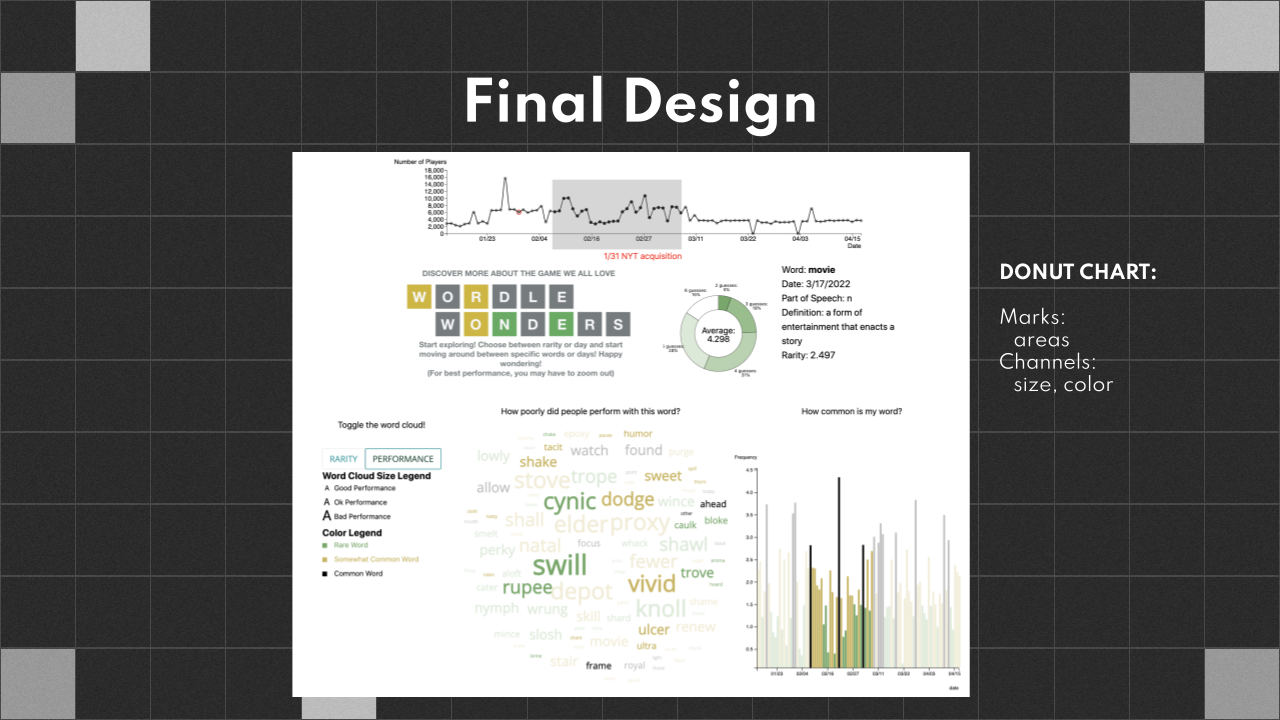 Final Design
Number of Players
18,000
16,000
14,000
12,000
10,000
8,000
6,000
4,000
2,000
0
01/23
02/04
02/16
02/27
03/11
03/22
04/03
04/15
Date
1/31 NYT acquisition
DISCOVER MORE ABOUT THE GAME WE ALL LOVE
W O R D L E
W O N D E R S
Start exploring! Choose between rarity or day and start
moving around between specific words or days! Happy
wondering!
(For best performance, you may have to zoom out)
Average:
4.298
Word: movie
Date: 3/17/2022
Part of Speech: n
Definition: a form of
entertainment that enacts a
story
Rarity: 2.497
DONUT CHART:
Marks:
areas
Channels:
size, color
Toggle the word cloud!
RARITY PERFORMANCE
Word Cloud Size Legend
A Good Performance
A Ok Performance
A Bad Performance
Color Legend
Rare Word
Somewhat Common Word
Common Word
How poorly did people perform with this word?
humor
epoxy
tacit
watch
found
purge
lowly
shake
stove
trope
sweet
allow
cynic
dodge
wince
ahead
shall
elder
proxy
caulk
bloke
smelt
natal
focus
whack
shawl
perky
swill
fewer
aloft
trove
cater
rupee
depot
vivid
nymph
wrung
skill
shard
knoll
shame
mince
slosh
movie
ulcer
renew
ultra
stair
frame
royal
How common is my word?
Frequency
4.5
4.0
3.5
3.0
2.5
2.0
1.5
1.0
0.5
01/23
02/04
02/16
02/27
03/11
03/22
04/03
04/15
date